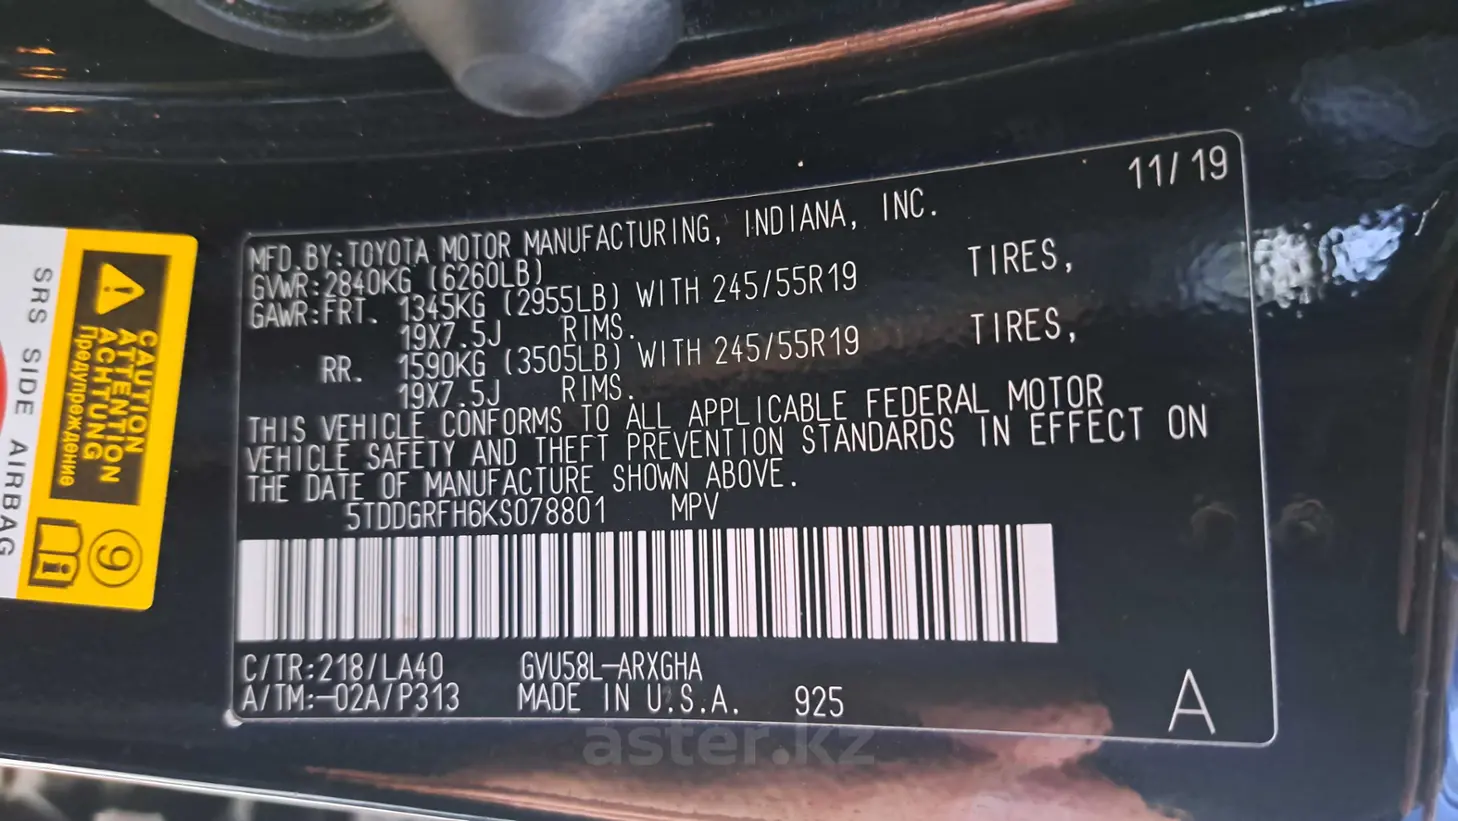 11/19
MFD.BY:TOYOTA MOTOR MANUFACTURING, INDIANA, INC.
GVWR:2840KG (6260LB)
GAWR:FRT. 1345KG (2955LB) WITH 245/55R19 TIRES,
19X7.5J RIMS.
RR. 1590KG (3505LB) WITH 245/55R19 TIRES,
19X7.5J RIMS.
THIS VEHICLE CONFORMS TO ALL APPLICABLE FEDERAL MOTOR
VEHICLE SAFETY AND THEFT PREVENTION STANDARDS IN EFFECT ON
THE DATE OF MANUFACTURE SHOWN ABOVE.
5TDDGRFH6KS078801 MPV
C/TR:218/LA40 GVU58L-ARXGHA
A/TM:-02A/P313 MADE IN U.S.A. 925
A
CAUTION
ATTENTION
ACHTUNG
Предупреждение
9
SRS SIDE AIRBAG
aster.kz